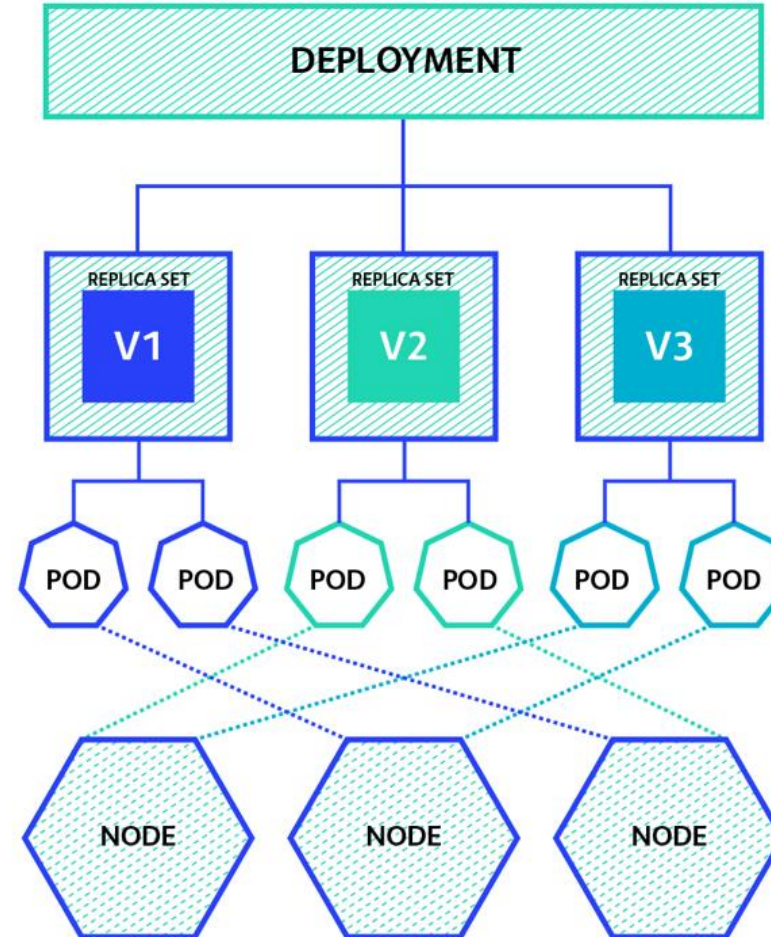 DEPLOYMENT
REPLICA SET
V1
REPLICA SET
V2
REPLICA SET
V3
POD
POD
POD
POD
POD
POD
NODE
NODE
NODE